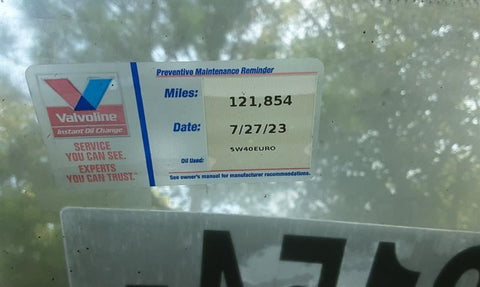 Valvoline
Instant Oil Change
SERVICE
YOU CAN SEE.
EXPERTS
YOU CAN TRUST.™
Preventive Maintenance Reminder
Miles: 121,854
Date: 7/27/23
Oil Used: 5W40EURO
See owner's manual for manufacturer recommendations.